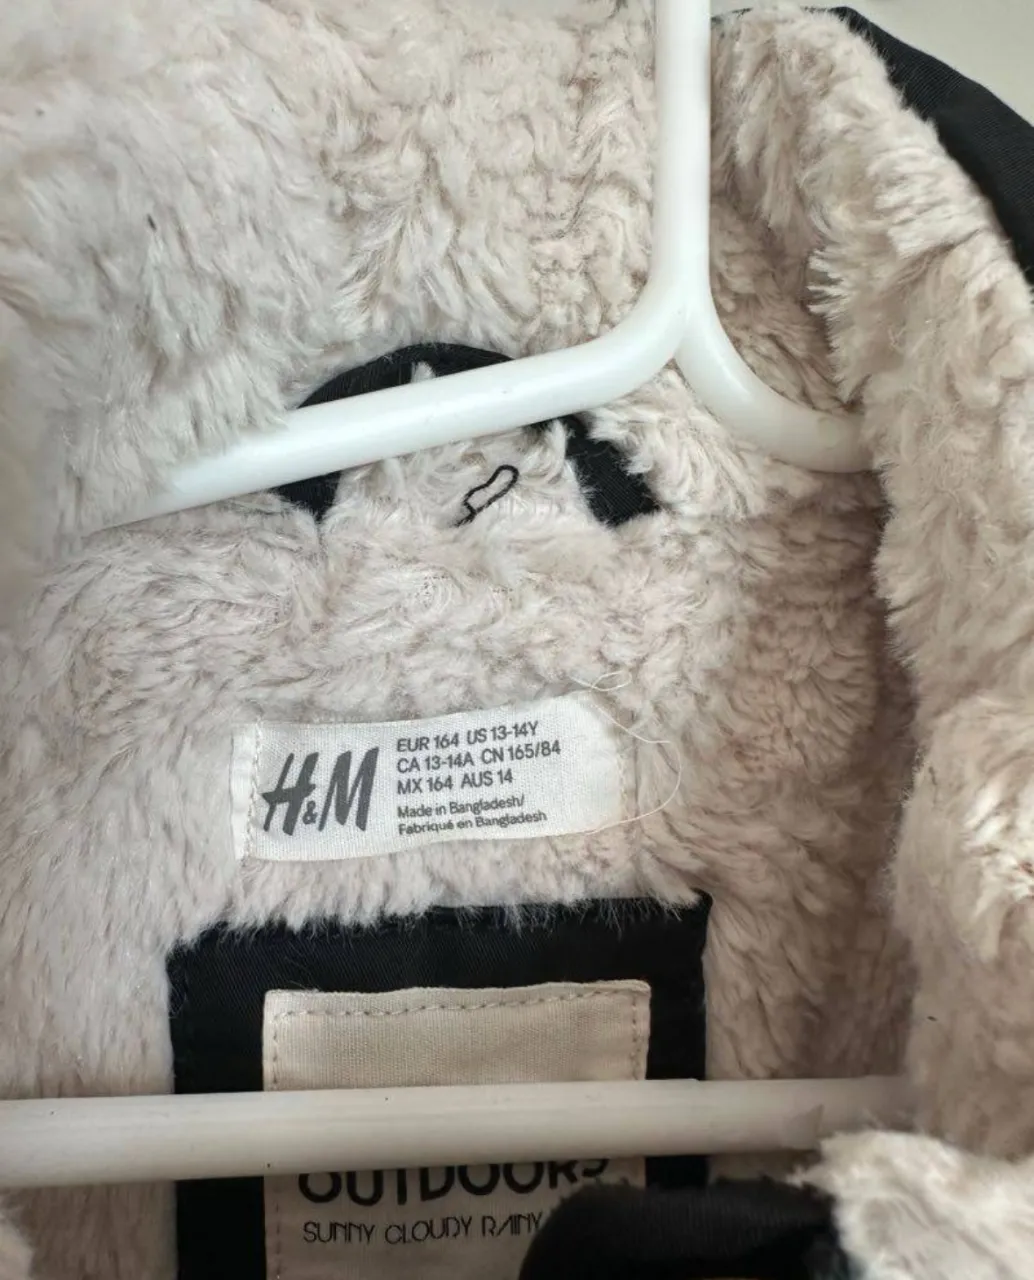 H&M
EUR 164 US 13-14Y
CA 13-14A CN 165/84
MX 164 AUS 14
Made in Bangladesh/
Fabriqué en Bangladesh
OUTDOORS
SUNNY CLOUDY RAINY